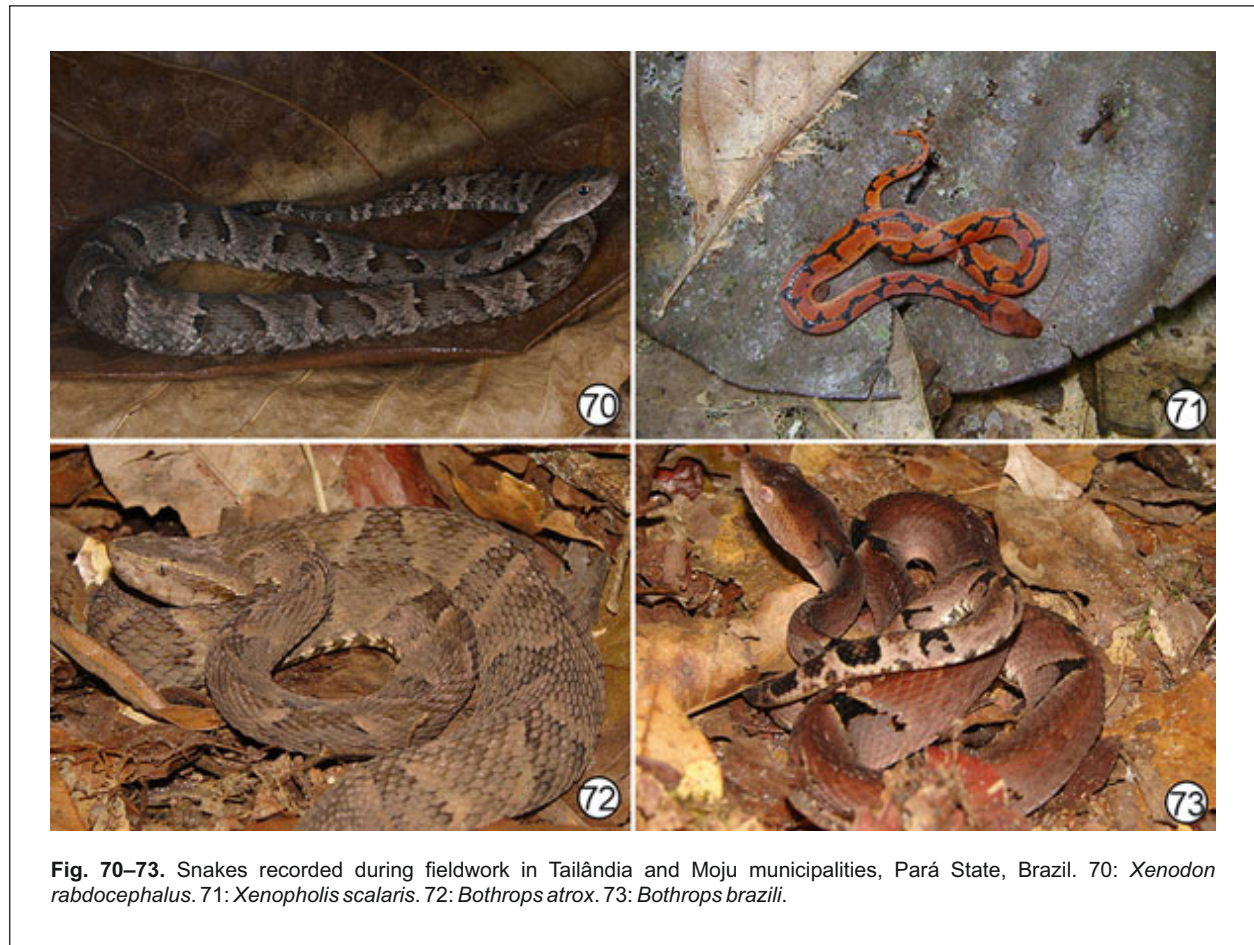 70
71
72
73
Fig. 70–73. Snakes recorded during fieldwork in Tailândia and Moju municipalities, Pará State, Brazil. 70: Xenodon
rabdocephalus. 71: Xenopholis scalaris. 72: Bothrops atrox. 73: Bothrops brazili.